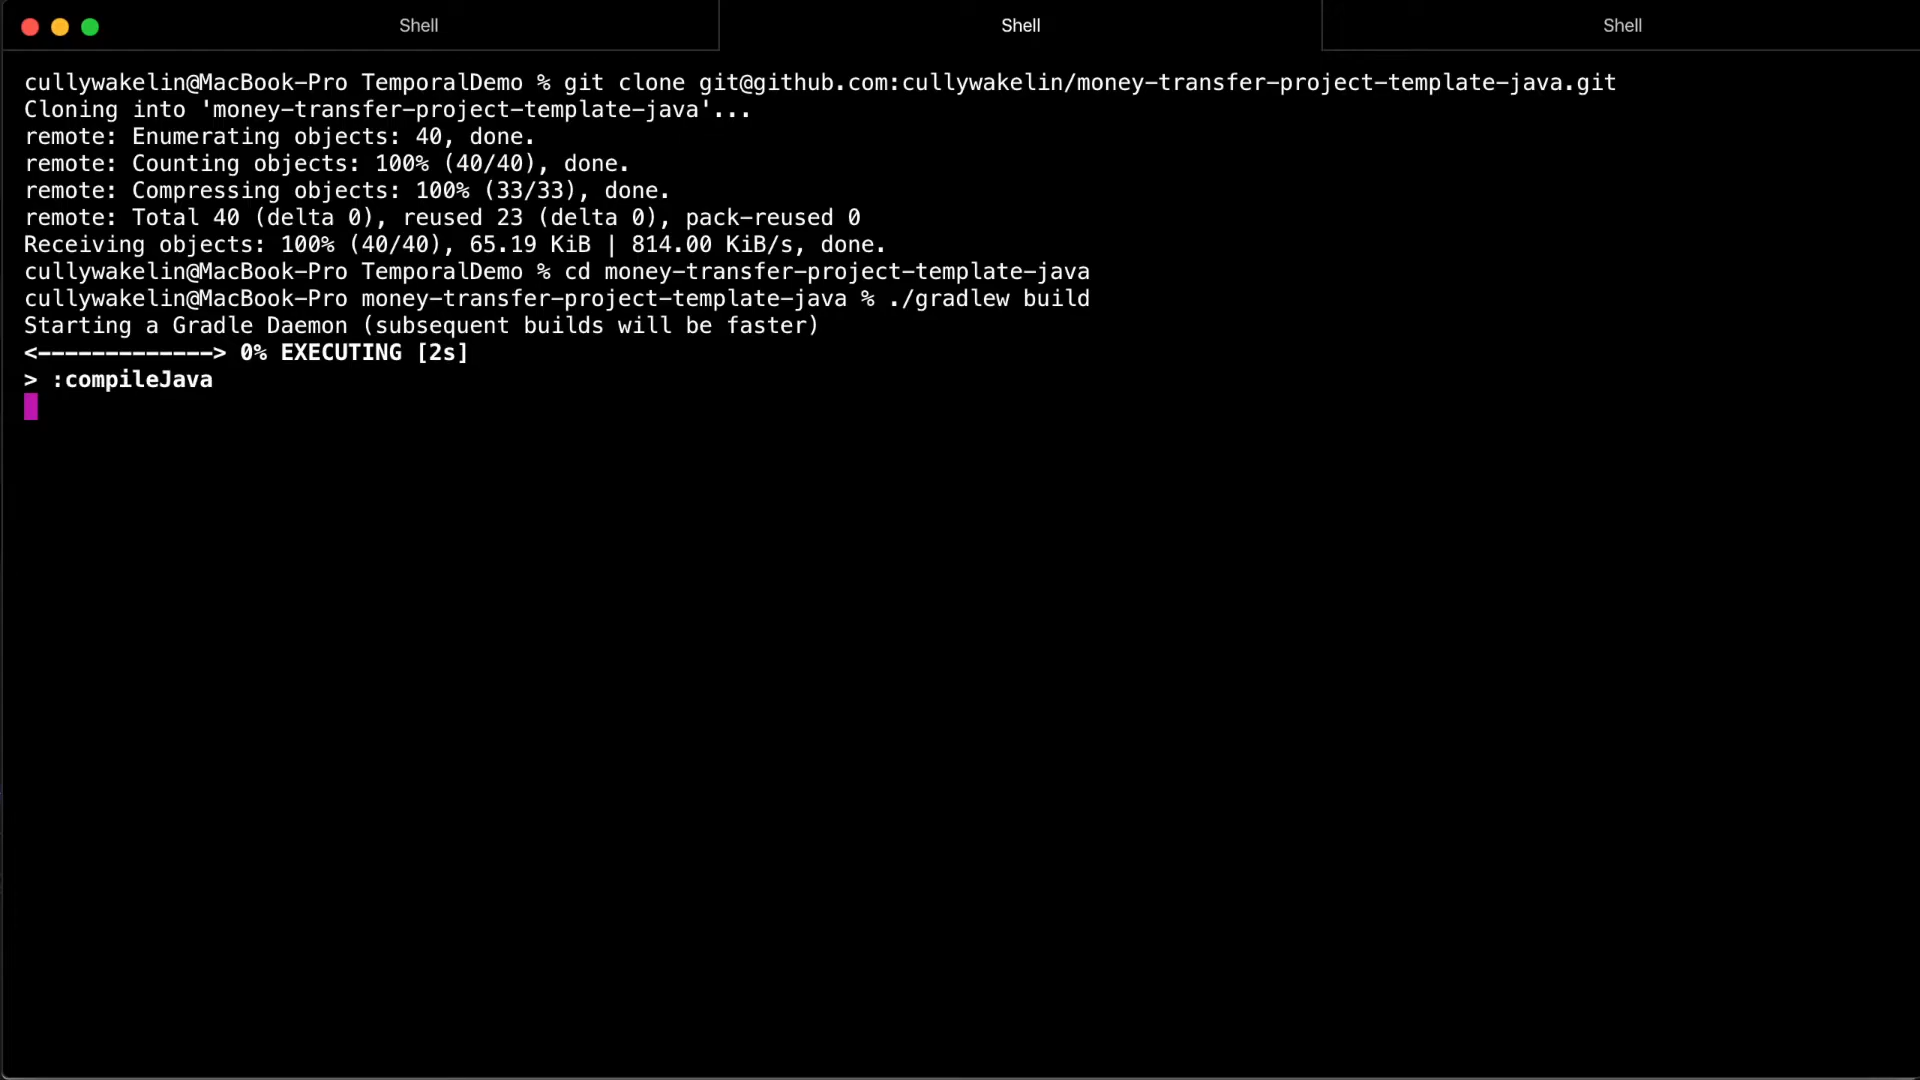 Shell
Shell
Shell
cullywakelin@MacBook-Pro TemporalDemo % git clone git@github.com:cullywakelin/money-transfer-project-template-java.git
Cloning into 'money-transfer-project-template-java'...
remote: Enumerating objects: 40, done.
remote: Counting objects: 100% (40/40), done.
remote: Compressing objects: 100% (33/33), done.
remote: Total 40 (delta 0), reused 23 (delta 0), pack-reused 0
Receiving objects: 100% (40/40), 65.19 KiB | 814.00 KiB/s, done.
cullywakelin@MacBook-Pro TemporalDemo % cd money-transfer-project-template-java
cullywakelin@MacBook-Pro money-transfer-project-template-java % ./gradlew build
Starting a Gradle Daemon (subsequent builds will be faster)
<-------------> 0% EXECUTING [2s]
> :compileJava